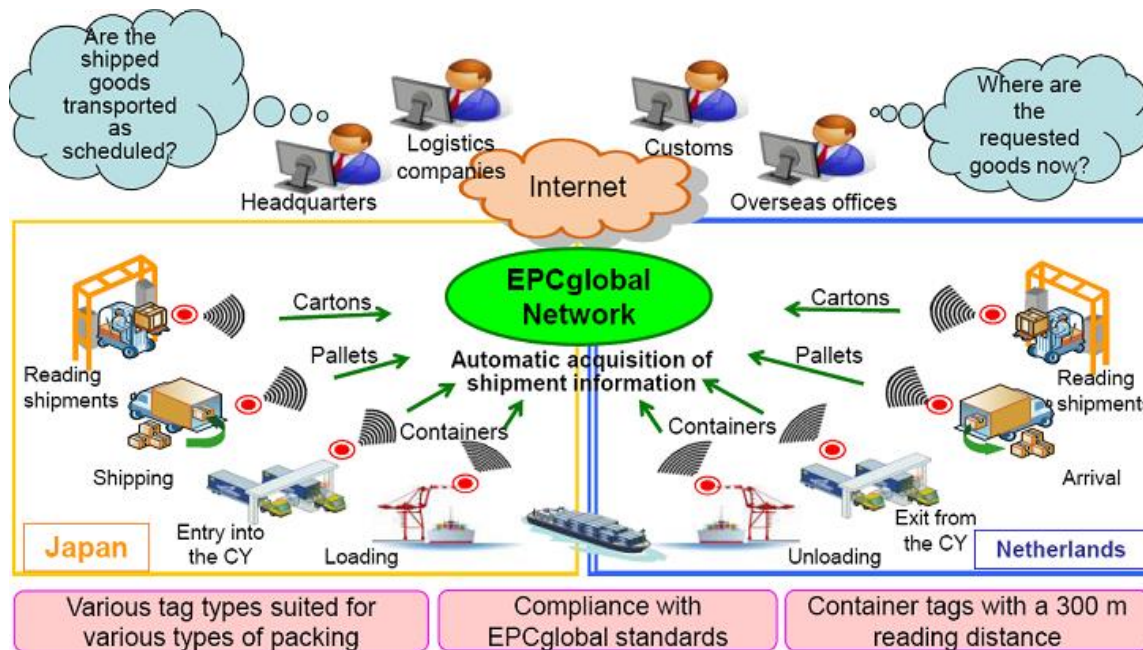 Are the
shipped
goods
transported
as
scheduled?
Where are
the
requested
goods now?
Logistics
companies
Customs
Headquarters
Internet
Overseas offices
EPCglobal
Network
Cartons
Cartons
Pallets
Pallets
Automatic acquisition of
shipment information
Reading
shipments
Reading
shipments
Containers
Containers
Shipping
Arrival
Entry into
the CY
Loading
Unloading
Exit from
the CY
Japan
Netherlands
Various tag types suited for
various types of packing
Compliance with
EPCglobal standards
Container tags with a 300 m
reading distance